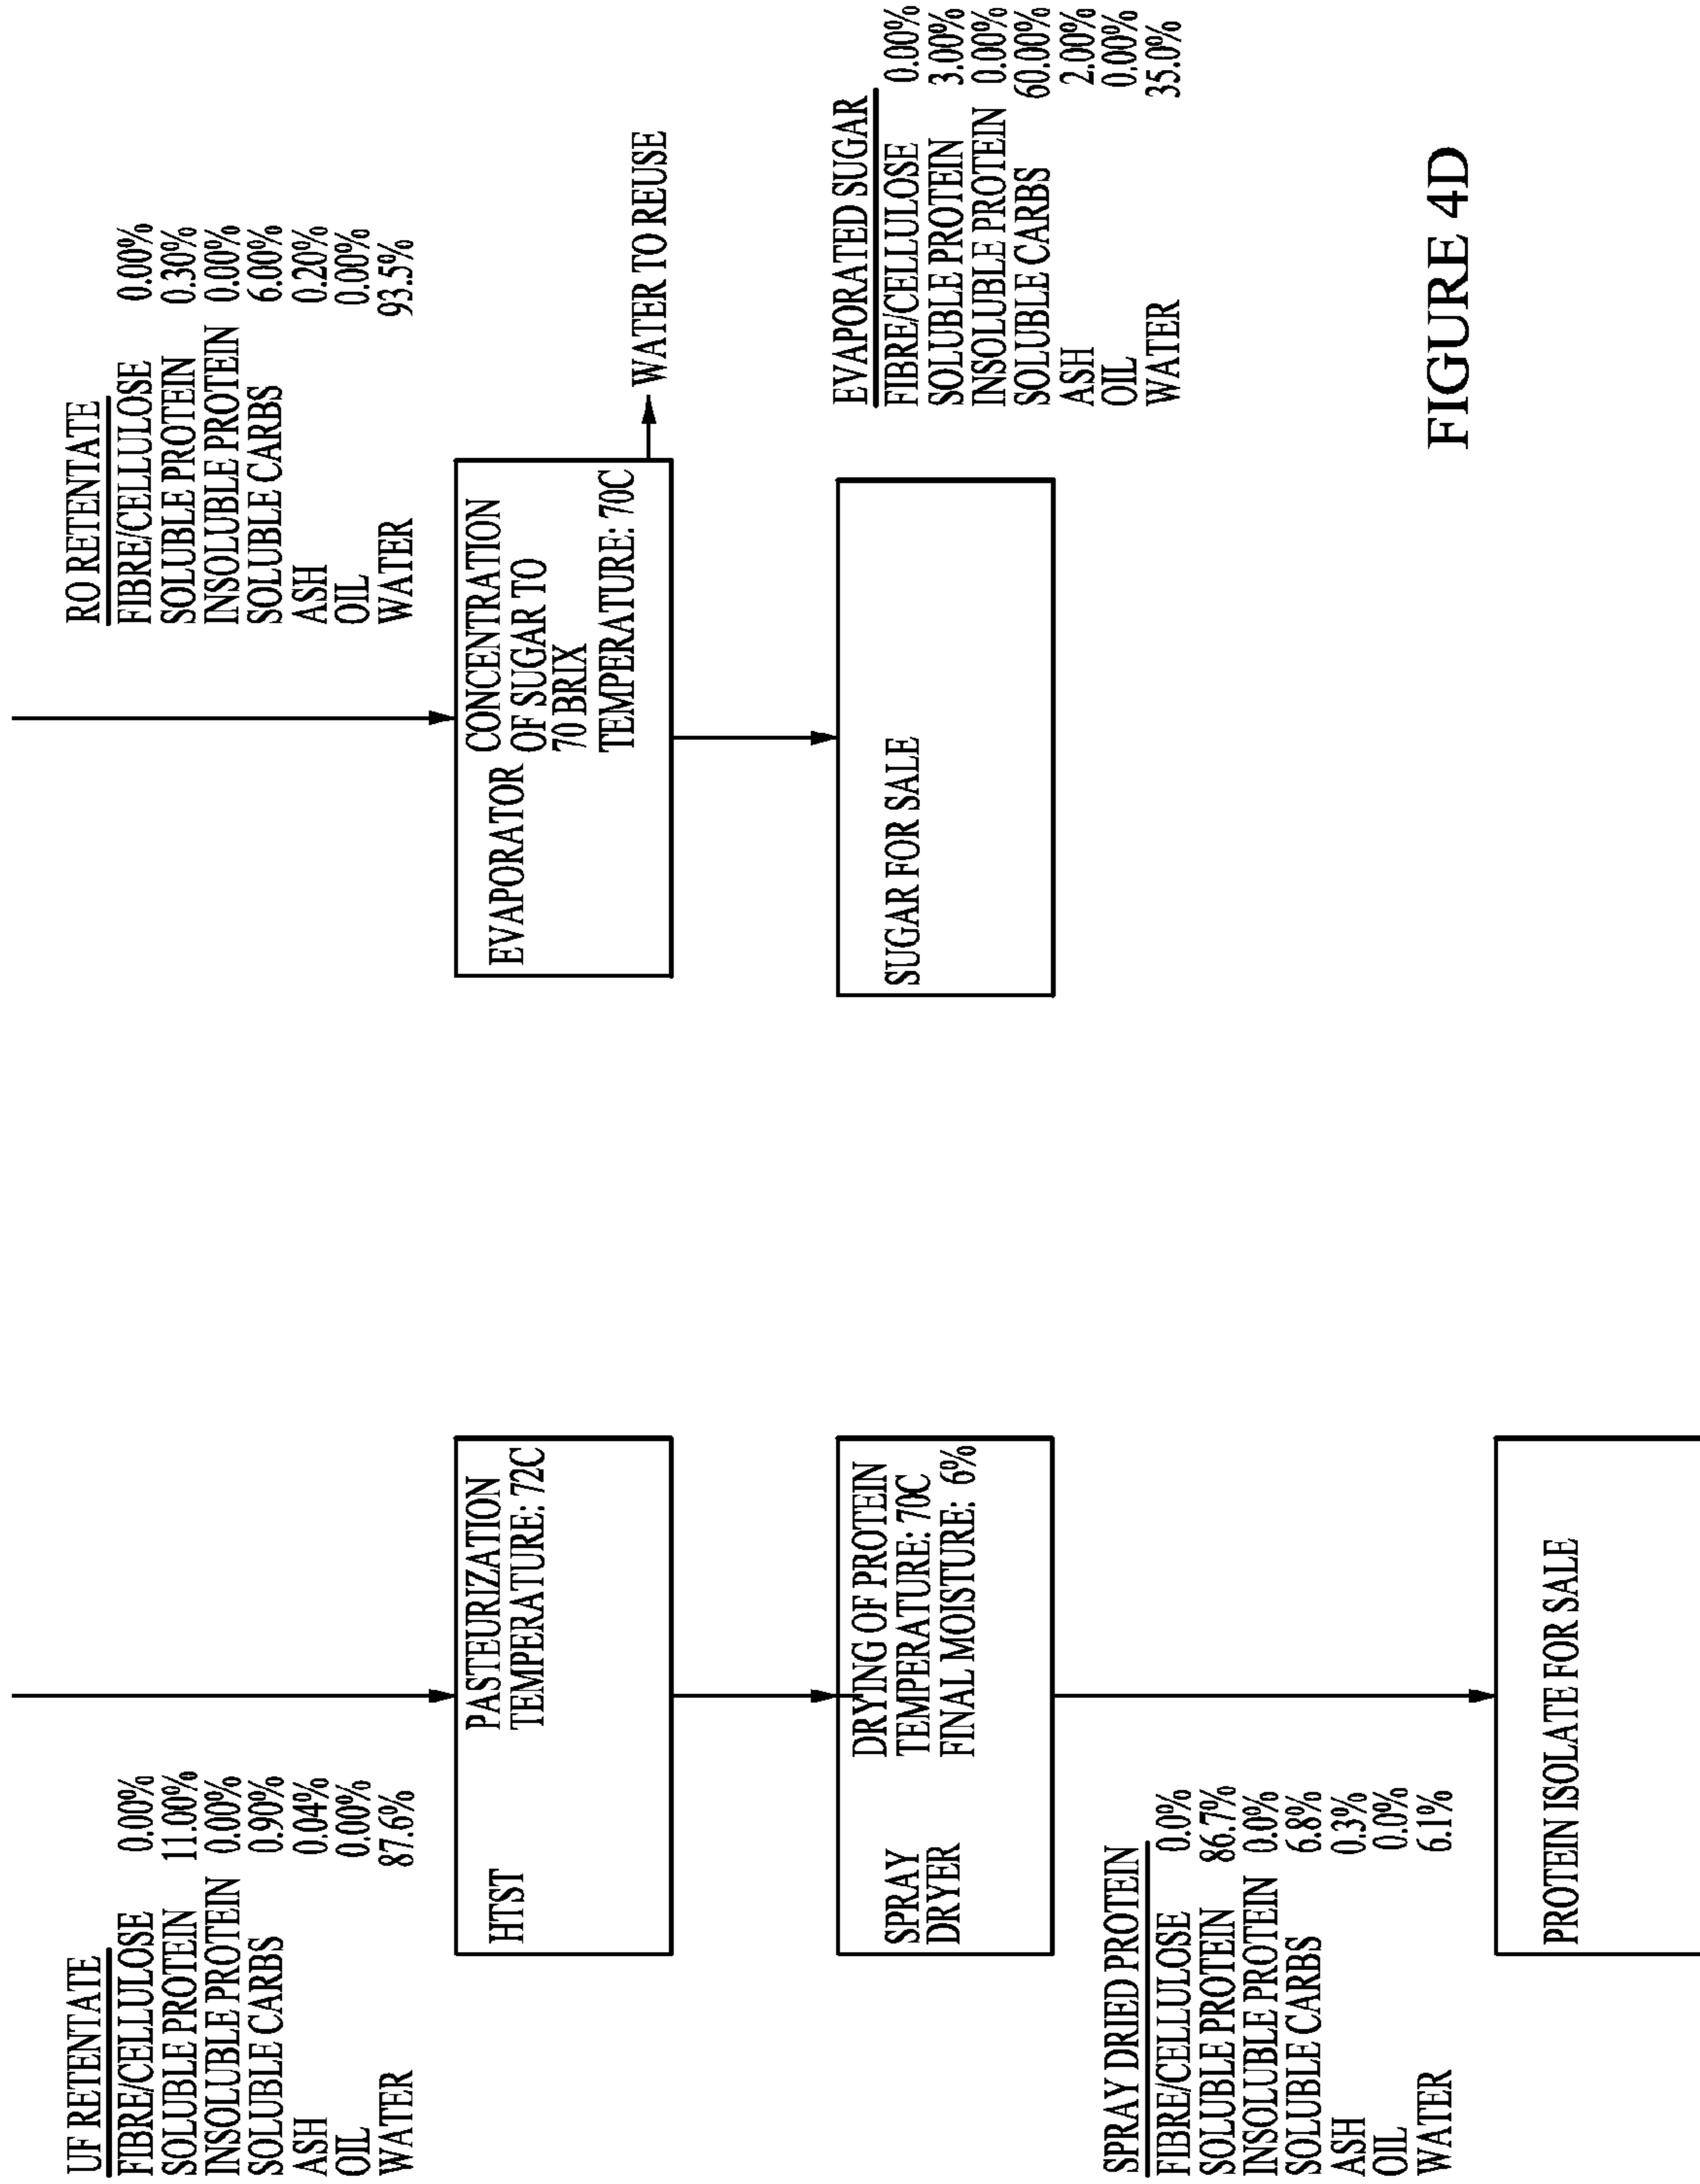 UF RETENTATE
FIBRE/CELLULOSE 0.00%
SOLUBLE PROTEIN 11.00%
INSOLUBLE PROTEIN 0.00%
SOLUBLE CARBS 0.90%
ASH 0.04%
OIL 0.00%
WATER 87.6%
HTST
PASTEURIZATION
TEMPERATURE: 72C
SPRAY
DRYER
DRYING OF PROTEIN
TEMPERATURE: 70C
FINAL MOISTURE: 6%
SPRAY DRIED PROTEIN
FIBRE/CELLULOSE 0.0%
SOLUBLE PROTEIN 86.7%
INSOLUBLE PROTEIN 0.0%
SOLUBLE CARBS 6.8%
ASH 0.3%
OIL 0.0%
WATER 6.1%
PROTEIN ISOLATE FOR SALE
RO RETENTATE
FIBRE/CELLULOSE 0.00%
SOLUBLE PROTEIN 0.30%
INSOLUBLE PROTEIN 0.00%
SOLUBLE CARBS 6.00%
ASH 0.20%
OIL 0.00%
WATER 93.5%
EVAPORATOR
CONCENTRATION
OF SUGAR TO
70 BRIX
TEMPERATURE: 70C
WATER TO REUSE
SUGAR FOR SALE
EVAPORATED SUGAR
FIBRE/CELLULOSE 0.00%
SOLUBLE PROTEIN 3.00%
INSOLUBLE PROTEIN 0.00%
SOLUBLE CARBS 60.00%
ASH 2.00%
OIL 0.00%
WATER 35.0%
FIGURE 4D